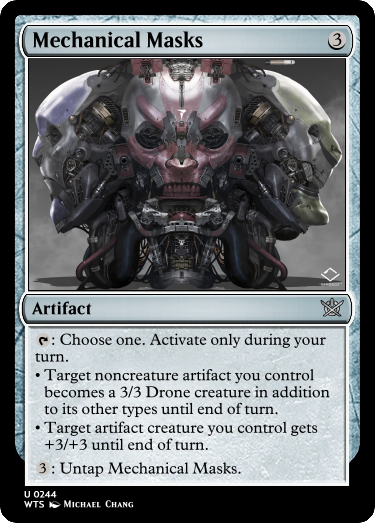 Mechanical Masks 3
Artifact
: Choose one. Activate only during your
turn.
• Target noncreature artifact you control
becomes a 3/3 Drone creature in addition
to its other types until end of turn.
• Target artifact creature you control gets
+3/+3 until end of turn.
3 : Untap Mechanical Masks.
U 0244
WTS Michael Chang